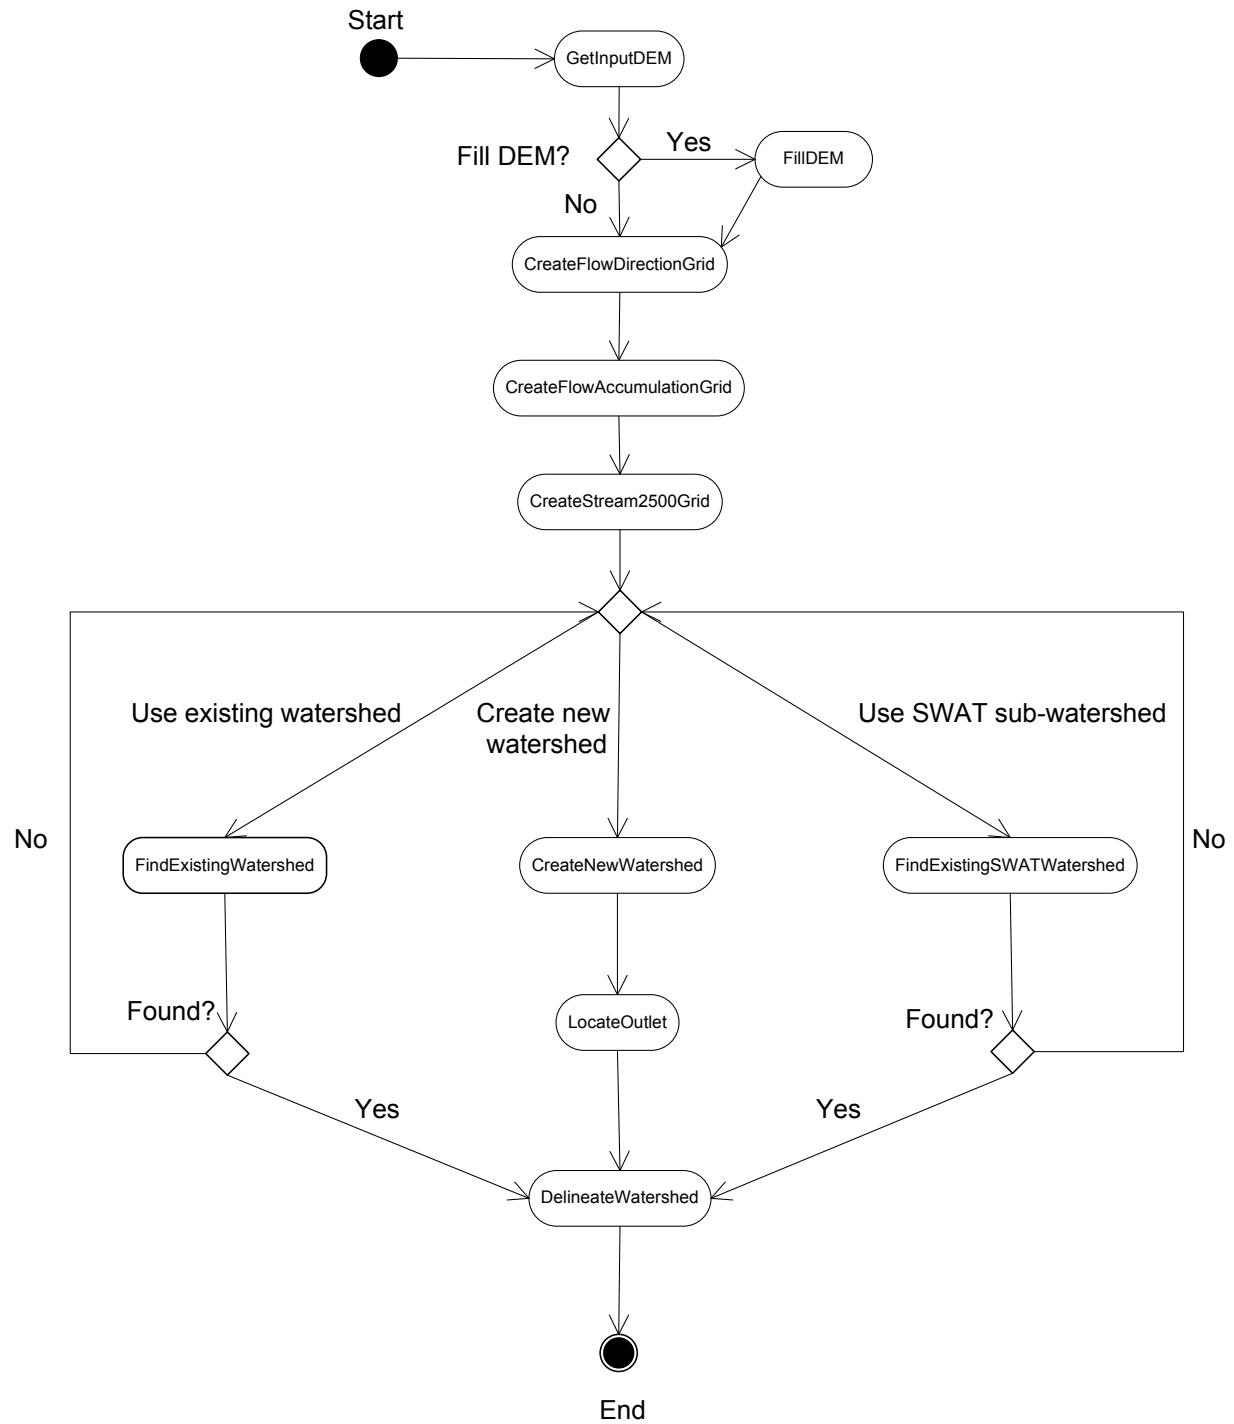 Start
GetInputDEM
Fill DEM?
Yes
FillDEM
No
CreateFlowDirectionGrid
CreateFlowAccumulationGrid
CreateStream2500Grid
Use existing watershed
Create new
watershed
Use SWAT sub-watershed
No
No
FindExistingWatershed
CreateNewWatershed
FindExistingSWATWatershed
Found?
LocateOutlet
Found?
Yes
Yes
DelineateWatershed
End